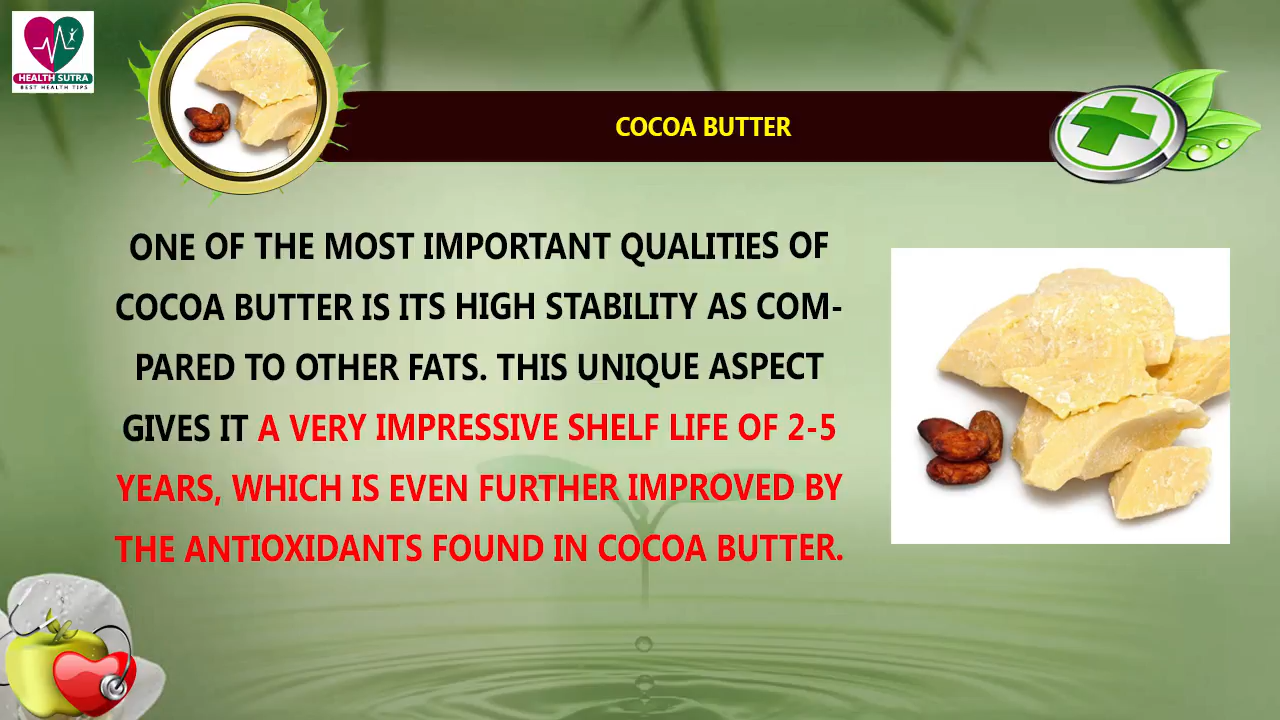 HEALTH SUTRA
BEST HEALTH TIPS
COCOA BUTTER
ONE OF THE MOST IMPORTANT QUALITIES OF
COCOA BUTTER IS ITS HIGH STABILITY AS COM-
PARED TO OTHER FATS. THIS UNIQUE ASPECT
GIVES IT A VERY IMPRESSIVE SHELF LIFE OF 2-5
YEARS, WHICH IS EVEN FURTHER IMPROVED BY
THE ANTIOXIDANTS FOUND IN COCOA BUTTER.